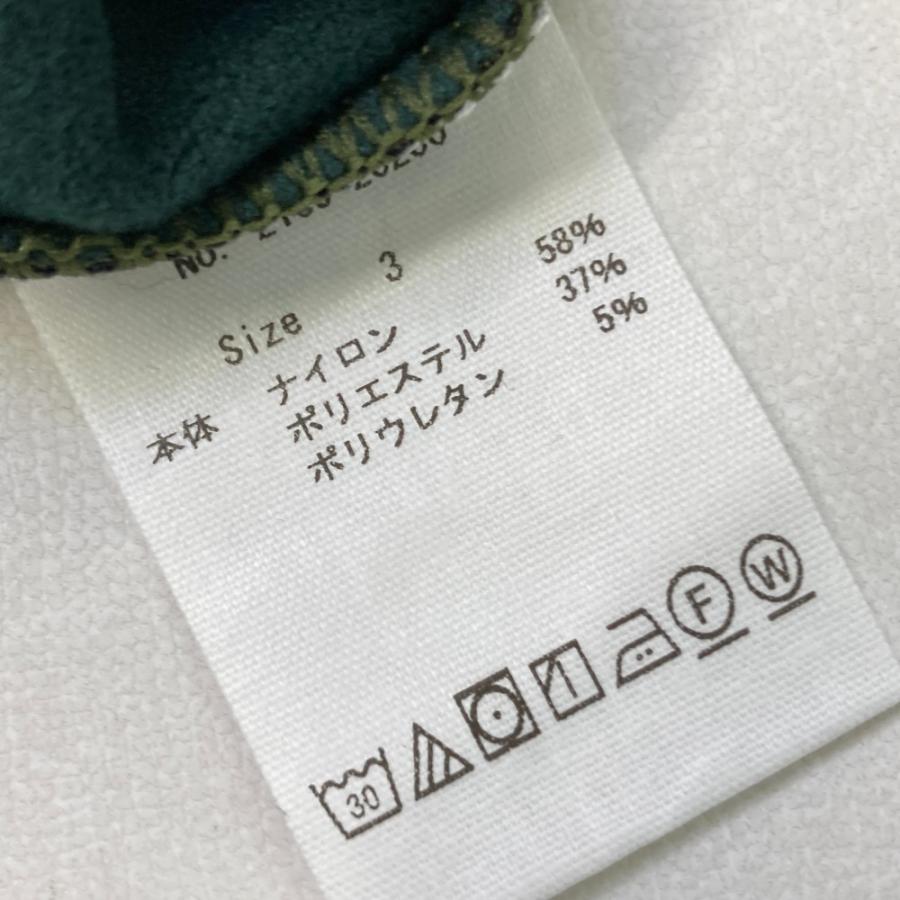 No.
Size 3
本体 ナイロン 58%
ポリエステル 37%
ポリウレタン 5%
30
F
W